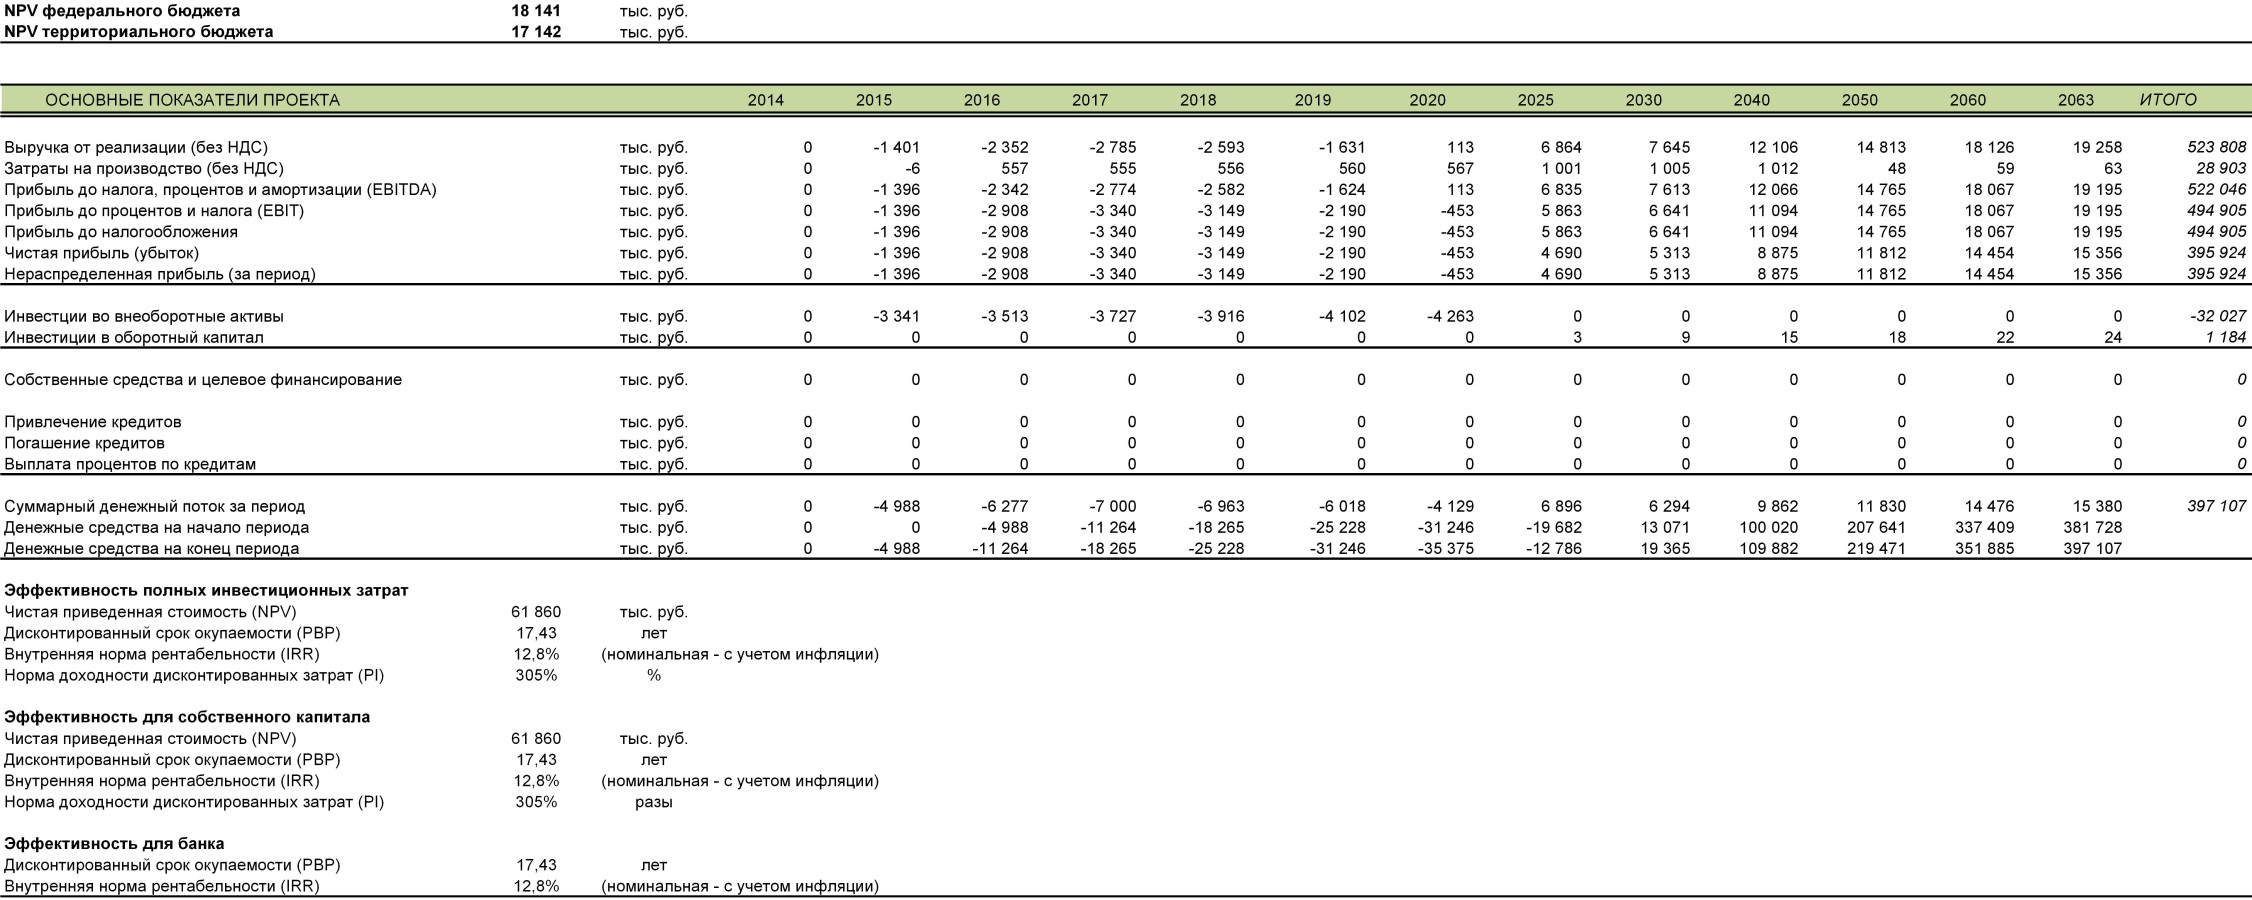 NPV федерального бюджета 18 141 тыс. руб.
NPV территориального бюджета 17 142 тыс. руб.
ОСНОВНЫЕ ПОКАЗАТЕЛИ ПРОЕКТА 2014 2015 2016 2017 2018 2019 2020 2025 2030 2040 2050 2060 2063 ИТОГО
Выручка от реализации (без НДС) тыс. руб. 0 -1 401 -2 352 -2 785 -2 593 -1 631 113 6 864 7 645 12 106 14 813 18 126 19 258 523 808
Затраты на производство (без НДС) тыс. руб. 0 -6 557 555 556 560 567 1 001 1 005 1 012 48 59 63 28 903
Прибыль до налога, процентов и амортизации (EBITDA) тыс. руб. 0 -1 396 -2 342 -2 774 -2 582 -1 624 113 6 835 7 613 12 066 14 765 18 067 19 195 522 046
Прибыль до процентов и налога (EBIT) тыс. руб. 0 -1 396 -2 908 -3 340 -3 149 -2 190 -453 5 863 6 641 11 094 14 765 18 067 19 195 494 905
Прибыль до налогообложения тыс. руб. 0 -1 396 -2 908 -3 340 -3 149 -2 190 -453 5 863 6 641 11 094 14 765 18 067 19 195 494 905
Чистая прибыль (убыток) тыс. руб. 0 -1 396 -2 908 -3 340 -3 149 -2 190 -453 4 690 5 313 8 875 11 812 14 454 15 356 395 924
Нераспределенная прибыль (за период) тыс. руб. 0 -1 396 -2 908 -3 340 -3 149 -2 190 -453 4 690 5 313 8 875 11 812 14 454 15 356 395 924
Инвестции во внеоборотные активы тыс. руб. 0 -3 341 -3 513 -3 727 -3 916 -4 102 -4 263 0 0 0 0 0 0 -32 027
Инвестиции в оборотный капитал тыс. руб. 0 0 0 0 0 0 0 3 9 15 18 22 24 1 184
Собственные средства и целевое финансирование тыс. руб. 0 0 0 0 0 0 0 0 0 0 0 0 0 0
Привлечение кредитов тыс. руб. 0 0 0 0 0 0 0 0 0 0 0 0 0 0
Погашение кредитов тыс. руб. 0 0 0 0 0 0 0 0 0 0 0 0 0 0
Выплата процентов по кредитам тыс. руб. 0 0 0 0 0 0 0 0 0 0 0 0 0 0
Суммарный денежный поток за период тыс. руб. 0 -4 988 -6 277 -7 000 -6 963 -6 018 -4 129 6 896 6 294 9 862 11 830 14 476 15 380 397 107
Денежные средства на начало периода тыс. руб. 0 0 -4 988 -11 264 -18 265 -25 228 -31 246 -19 682 13 071 100 020 207 641 337 409 381 728
Денежные средства на конец периода тыс. руб. 0 -4 988 -11 264 -18 265 -25 228 -31 246 -35 375 -12 786 19 365 109 882 219 471 351 885 397 107
Эффективность полных инвестиционных затрат
Чистая приведенная стоимость (NPV) 61 860 тыс. руб.
Дисконтированный срок окупаемости (PBP) 17,43 лет
Внутренняя норма рентабельности (IRR) 12,8% (номинальная - с учетом инфляции)
Норма доходности дисконтированных затрат (PI) 305% %
Эффективность для собственного капитала
Чистая приведенная стоимость (NPV) 61 860 тыс. руб.
Дисконтированный срок окупаемости (PBP) 17,43 лет
Внутренняя норма рентабельности (IRR) 12,8% (номинальная - с учетом инфляции)
Норма доходности дисконтированных затрат (PI) 305% разы
Эффективность для банка
Дисконтированный срок окупаемости (PBP) 17,43 лет
Внутренняя норма рентабельности (IRR) 12,8% (номинальная - с учетом инфляции)